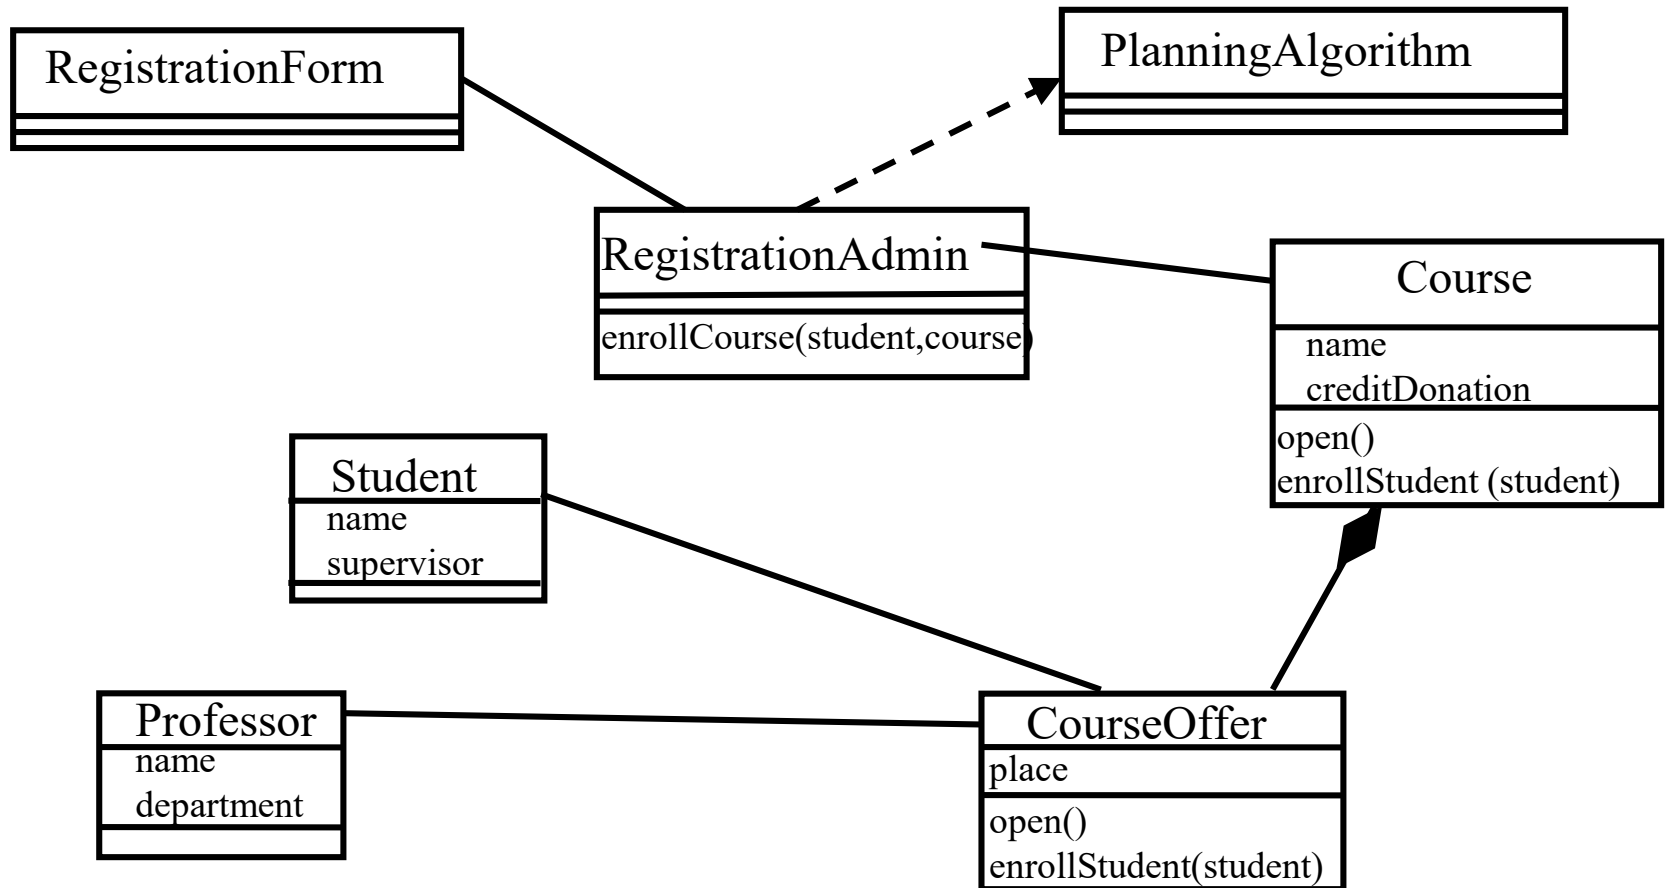 RegistrationForm
PlanningAlgorithm
RegistrationAdmin
enrollCourse(student,course)
Course
name
creditDonation
open()
enrollStudent (student)
Student
name
supervisor
Professor
name
department
CourseOffer
place
open()
enrollStudent(student)